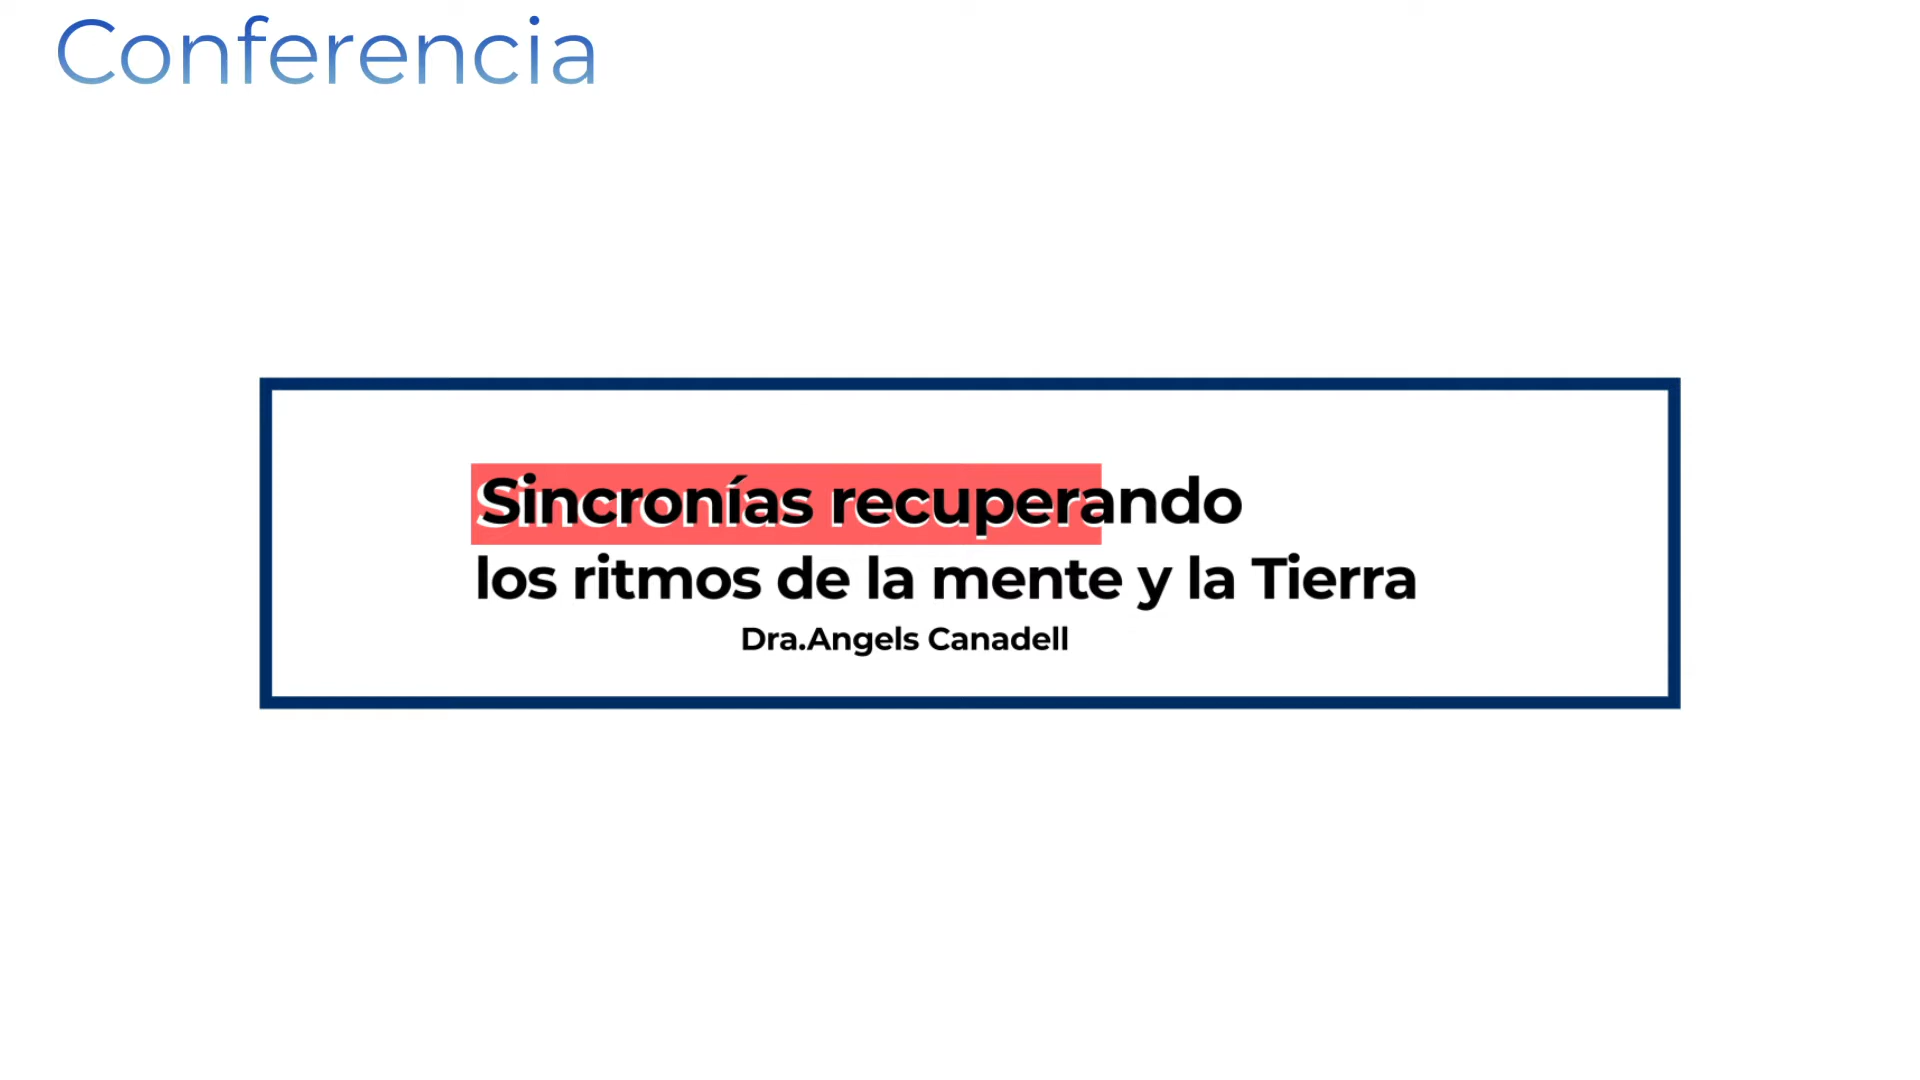 Conferencia
Sincronías recuperando
los ritmos de la mente y la Tierra
Dra.Angels Canadell